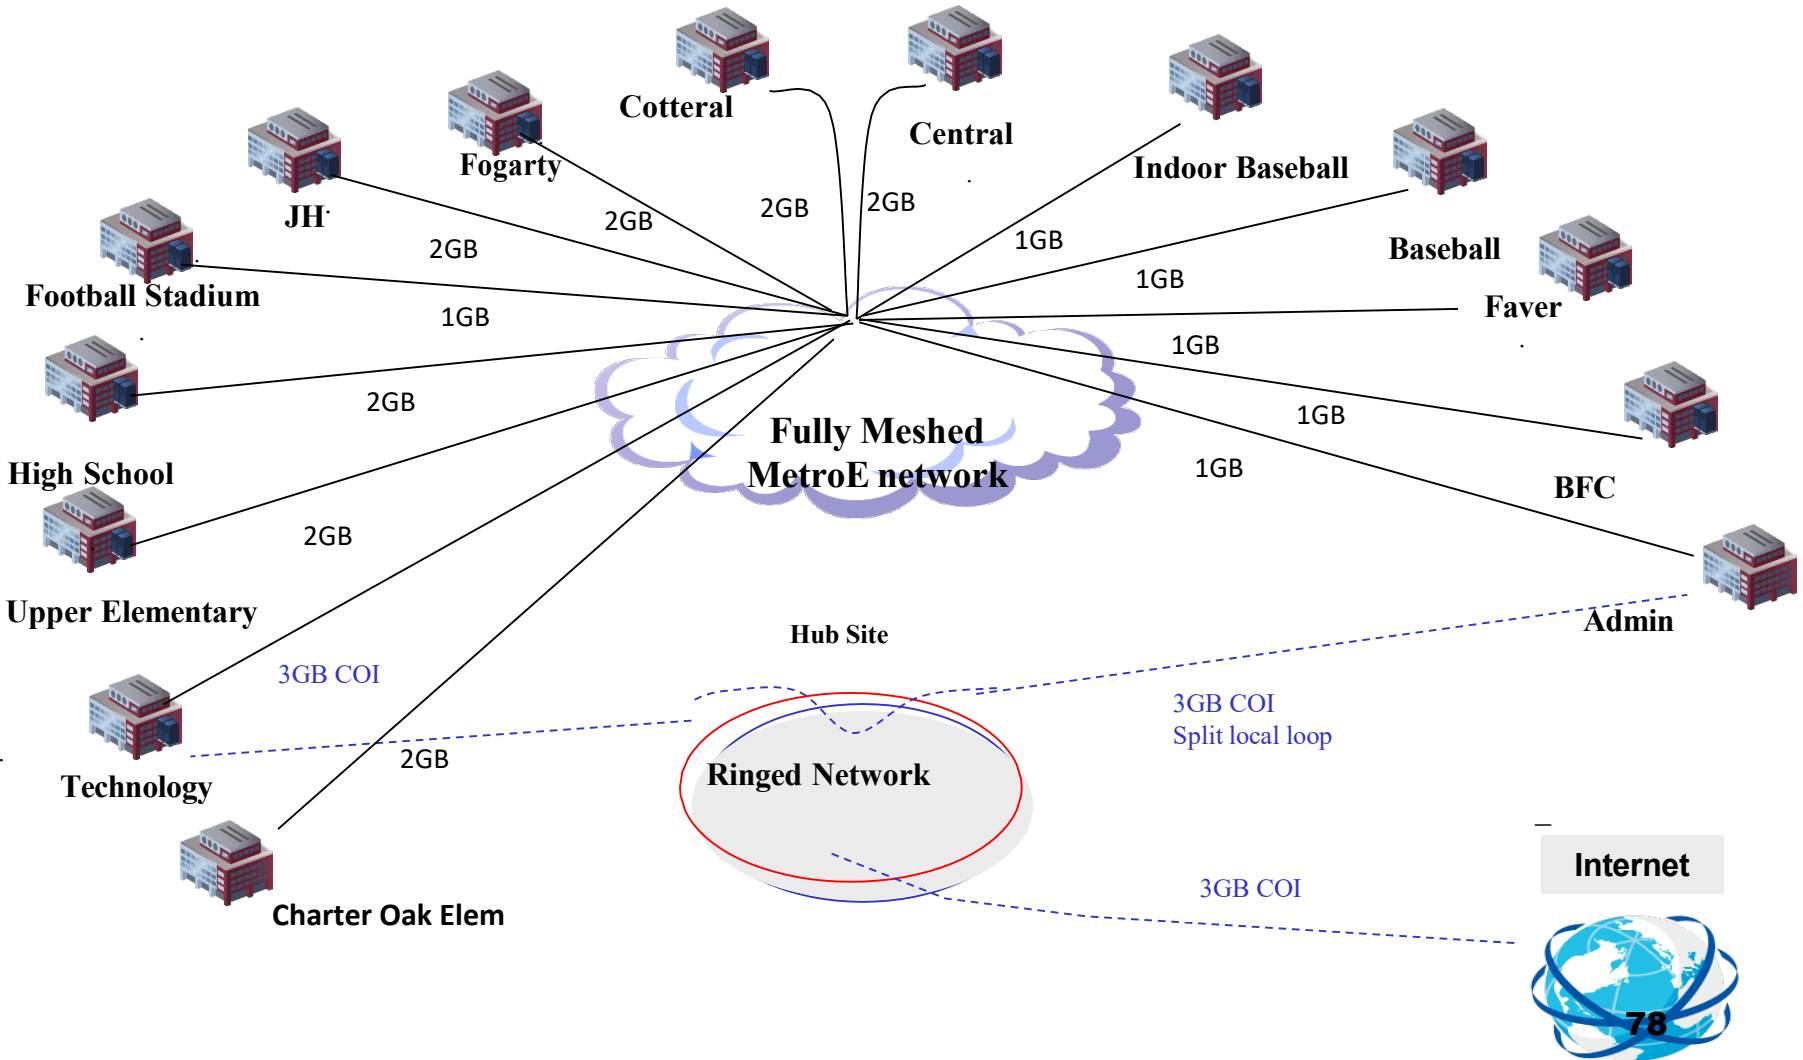 Cotteral
Central
Fogarty
Indoor Baseball
JH
2GB
2GB
2GB
2GB
1GB
Baseball
Football Stadium
1GB
1GB
Faver
1GB
2GB
1GB
Fully Meshed
MetroE network
1GB
High School
BFC
2GB
Upper Elementary
Admin
Hub Site
3GB COI
3GB COI
Split local loop
2GB
Ringed Network
Technology
Internet
3GB COI
Charter Oak Elem
78